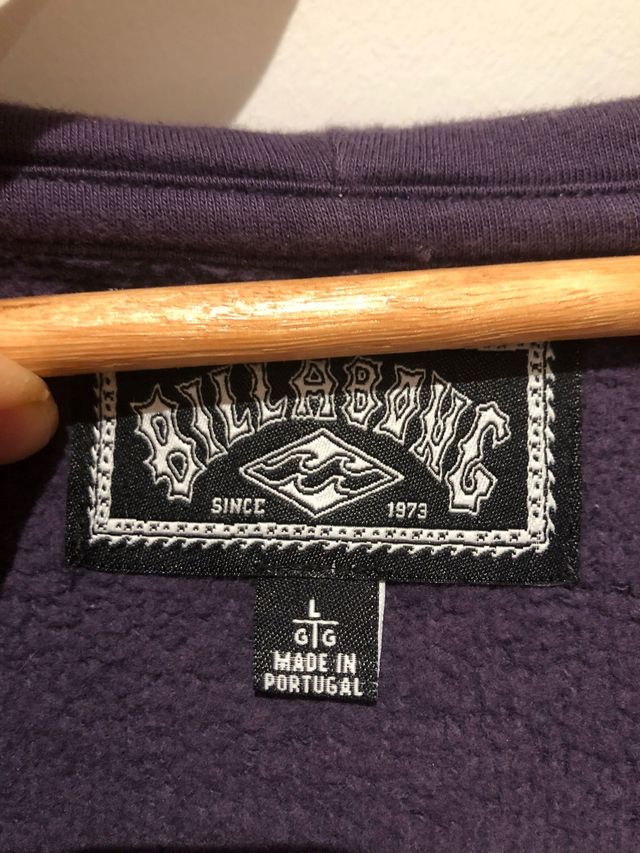 BILLABONG
SINCE 1973
L
G G
MADE IN
PORTUGAL